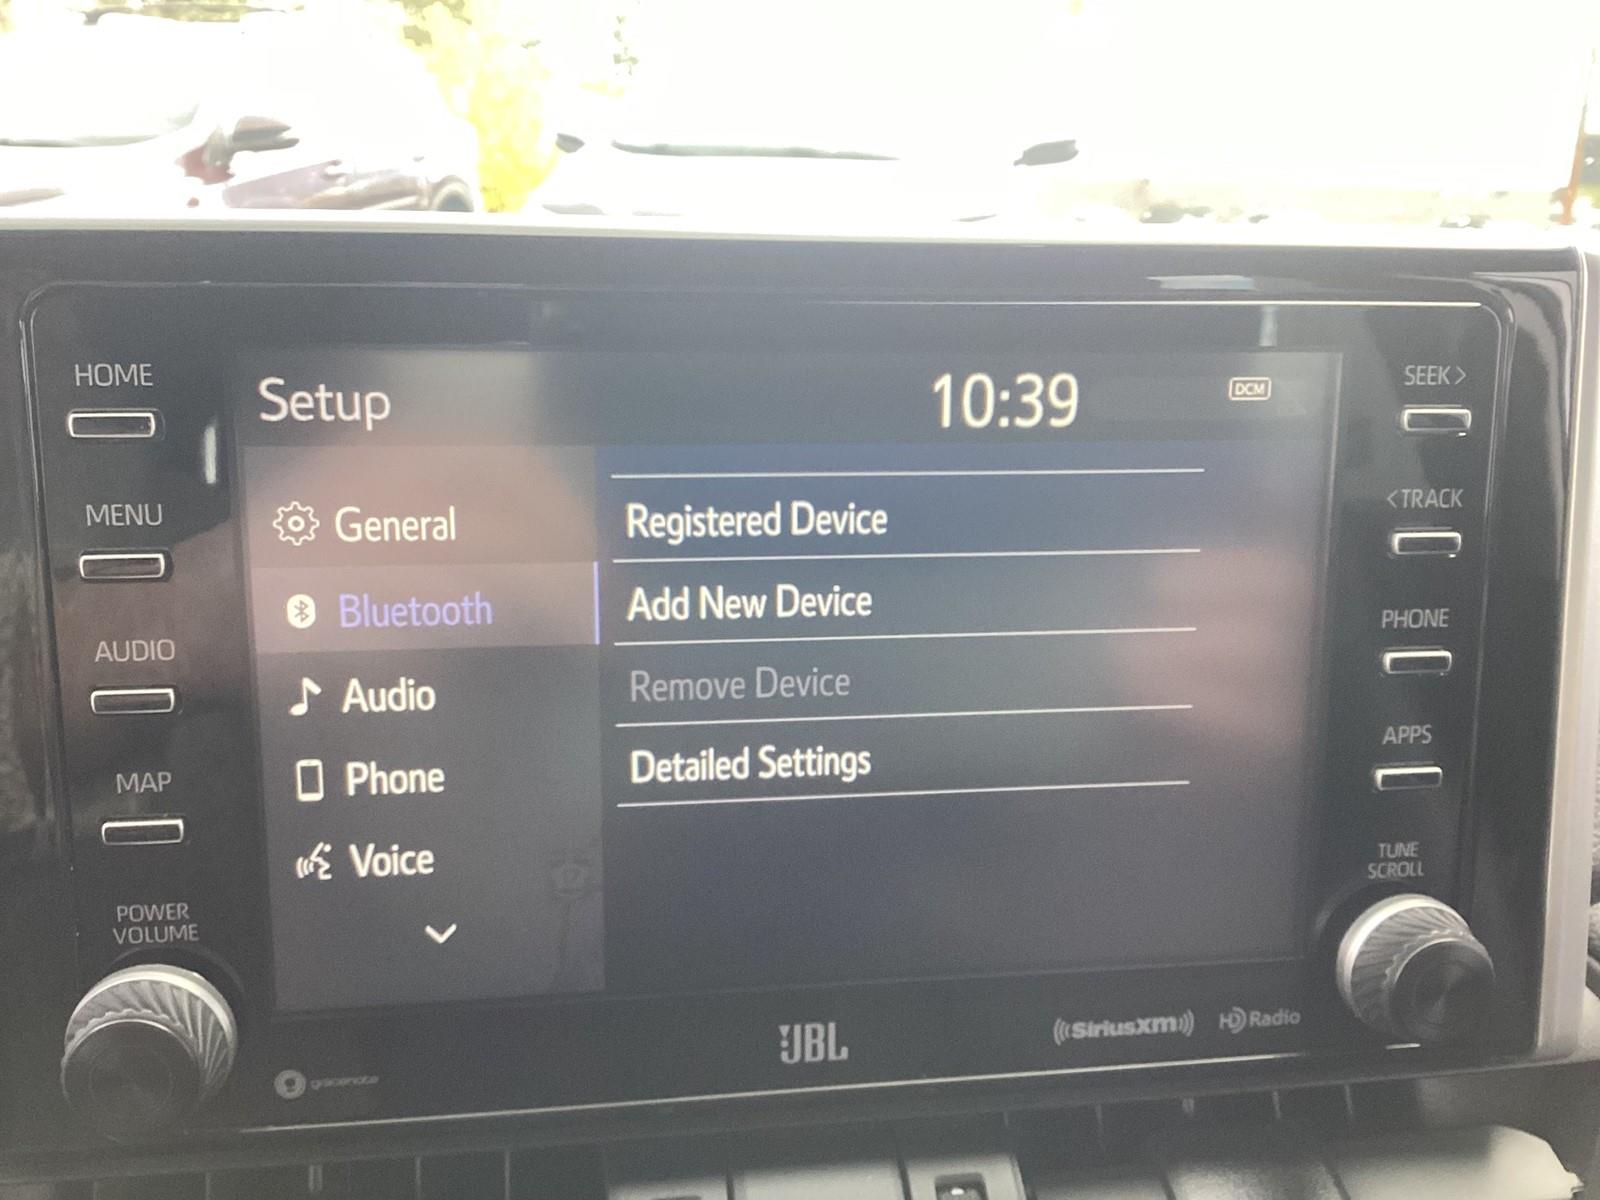 HOME
MENU
AUDIO
MAP
POWER
VOLUME
Setup
10:39
DCM
General
Bluetooth
Audio
Phone
Voice
Registered Device
Add New Device
Remove Device
Detailed Settings
SEEK>
<TRACK
PHONE
APPS
TUNE
SCROLL
gracenote
JBL
((SiriusXM))
HD Radio